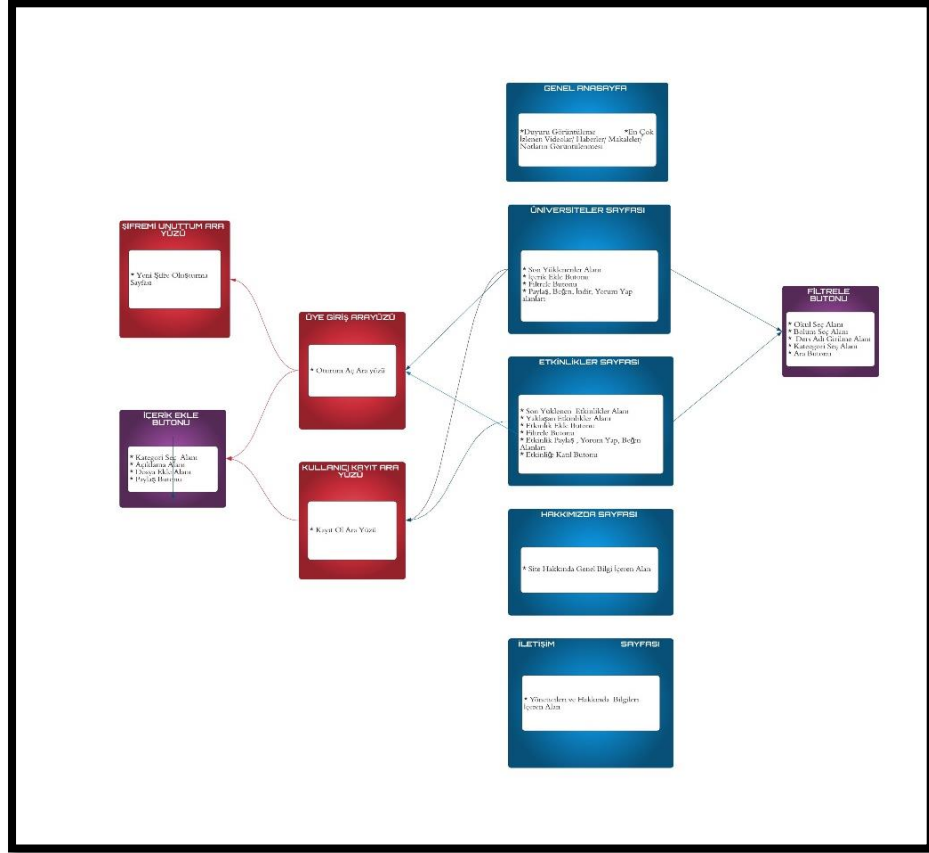 GENEL ANASAYFA
*Duyuru Görüntüleme *En Çok
İzlenen Videolar/ Haberler/ Makaleler/
Notların Görüntülenmesi
ÜNİVERSİTELER SAYFASI
* Son Yüklenenler Alanı
* İçerik Ekle Butonu
* Filtrele Butonu
* Paylaş, Beğen, İndir, Yorum Yap
alanları
ŞİFREMİ UNUTTUM ARA
YÜZÜ
* Yeni Şifre Oluşturma
Sayfası
FİLTRELE
BUTONU
* Okul Seç Alanı
* Bölüm Seç Alanı
* Ders Adı Girilme Alanı
* Kategori Seç Alanı
* Ara Butonu
ÜYE GİRİŞ ARAYÜZÜ
* Oturum Aç Ara yüzü
ETKİNLİKLER SAYFASI
* Son Yüklenen Etkinlikler Alanı
* Yaklaşan Etkinlikler Alanı
* Etkinlik Ekle Butonu
* Filtrele Butonu
* Etkinlik Paylaş , Yorum Yap, Beğen
Alanları
* Etkinliğe Katıl Butonu
İÇERİK EKLE
BUTONU
* Kategori Seç Alanı
* Açıklama Alanı
* Dosya Ekle Alanı
* Paylaş Butonu
KULLANICI KAYIT ARA
YÜZÜ
* Kayıt Ol Ara Yüzü
HAKKIMIZDA SAYFASI
* Site Hakkında Genel Bilgi İçeren Alan
İLETİŞİM SAYFASI
* Yöneticileri ve Hakkında Bilgileri
İçeren Alan